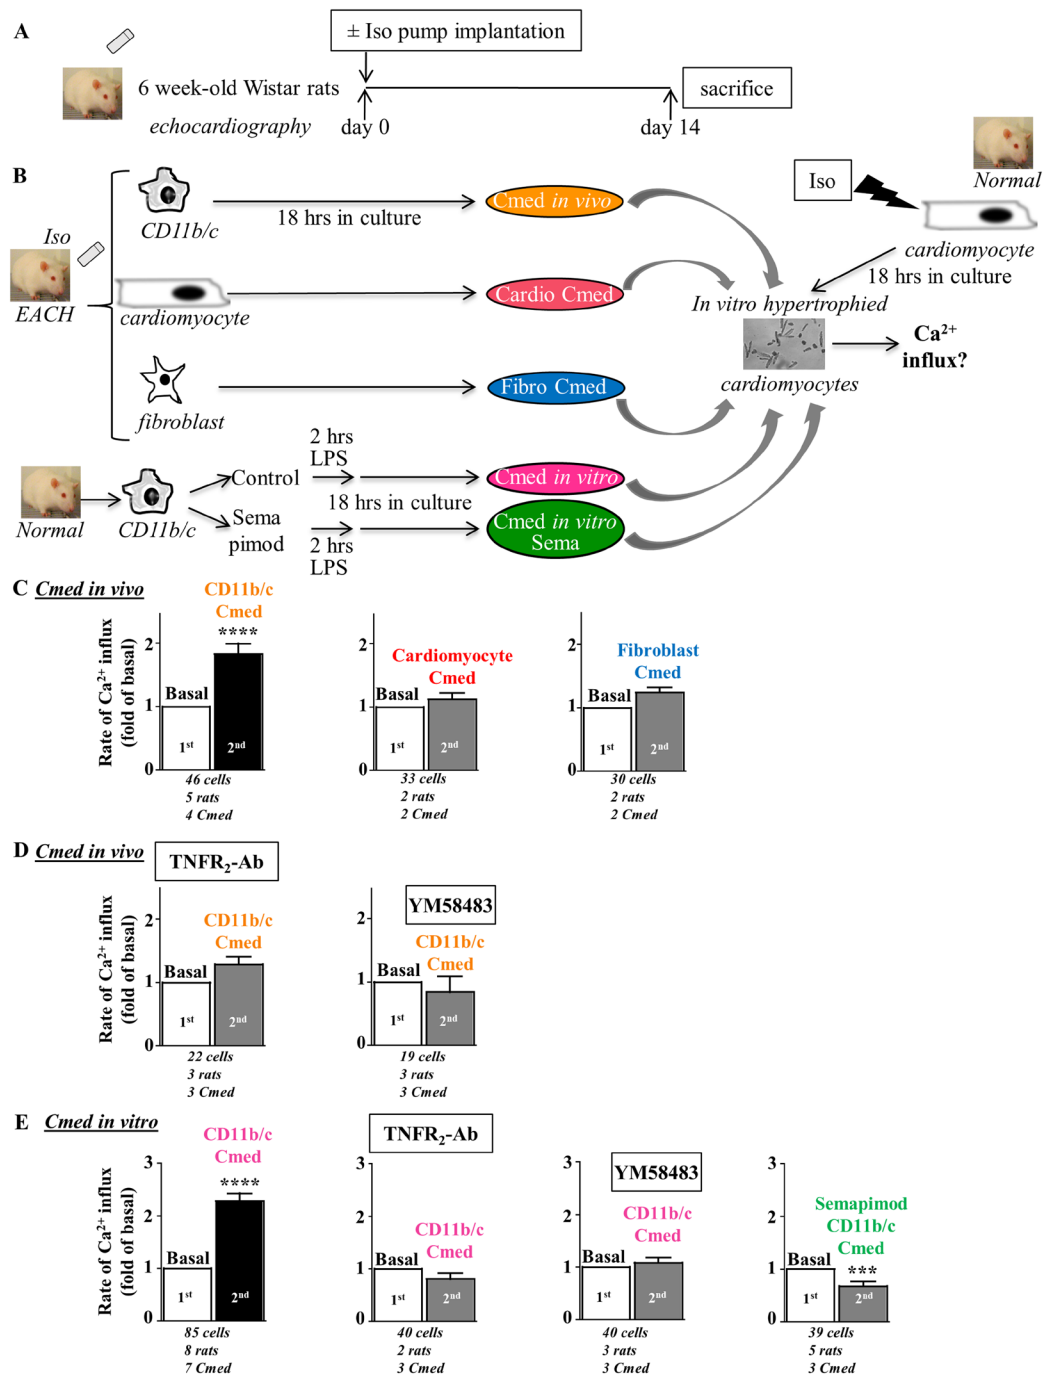 A
± Iso pump implantation
6 week-old Wistar rats
sacrifice
echocardiography
day 0
day 14
B
Iso
Normal
CD11b/c
18 hrs in culture
Cmed in vivo
cardiomyocyte
18 hrs in culture
Iso
EACH
cardiomyocyte
Cardio Cmed
In vitro hypertrophied
Ca²⁺
influx?
cardiomyocytes
fibroblast
Fibro Cmed
2 hrs
LPS
Normal
CD11b/c
Control
18 hrs in culture
Cmed in vitro
Sema
pimod
2 hrs
LPS
Cmed in vitro
Sema
C Cmed in vivo
Rate of Ca²⁺ influx
(fold of basal)
2
1
0
CD11b/c
Cmed
****
Basal
1st
2nd
46 cells
5 rats
4 Cmed
2
1
0
Cardiomyocyte
Cmed
Basal
1st
2nd
33 cells
2 rats
2 Cmed
2
1
0
Fibroblast
Cmed
Basal
1st
2nd
30 cells
2 rats
2 Cmed
D Cmed in vivo
TNFR₂-Ab
Rate of Ca²⁺ influx
(fold of basal)
2
1
0
CD11b/c
Cmed
Basal
1st
2nd
22 cells
3 rats
3 Cmed
YM58483
2
1
0
CD11b/c
Cmed
Basal
1st
2nd
19 cells
3 rats
3 Cmed
E Cmed in vitro
Rate of Ca²⁺ influx
(fold of basal)
3
2
1
0
CD11b/c
Cmed
****
Basal
1st
2nd
85 cells
8 rats
7 Cmed
TNFR₂-Ab
3
2
1
0
CD11b/c
Cmed
Basal
1st
2nd
40 cells
2 rats
3 Cmed
YM58483
3
2
1
0
CD11b/c
Cmed
Basal
1st
2nd
40 cells
3 rats
3 Cmed
3
2
1
0
Semapimod
CD11b/c
Cmed
***
Basal
1st
2nd
39 cells
5 rats
3 Cmed